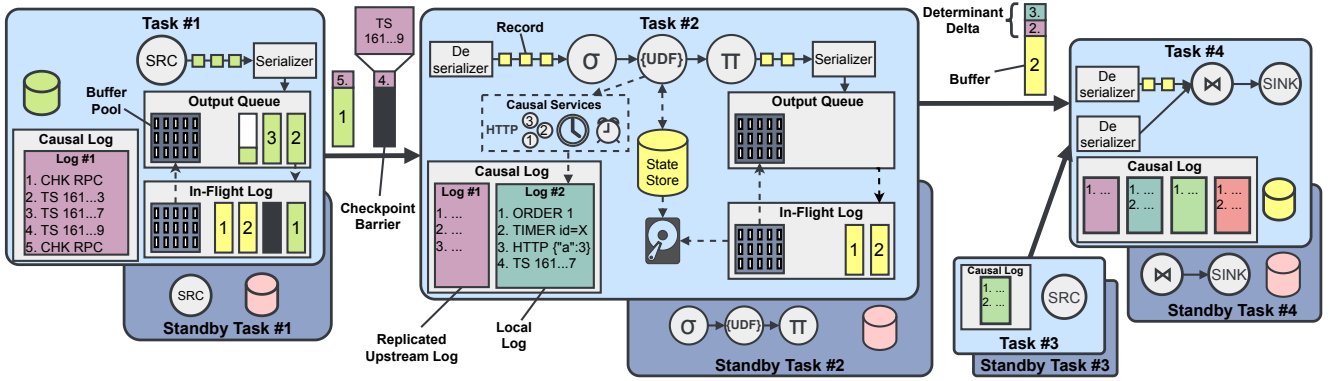 Task #1
SRC
Serializer
Buffer
Pool
Output Queue
3
2
Causal Log
Log #1
1. CHK RPC
2. TS 161...3
3. TS 161...7
4. TS 161...9
5. CHK RPC
In-Flight Log
1
2
1
SRC
Standby Task #1
TS
161...9
5.
4.
1
Checkpoint
Barrier
Task #2
Record
De
serializer
σ
{UDF}
π
Serializer
Causal Services
HTTP
3
2
1
Output Queue
State
Store
Causal Log
Log #1
1. ...
2. ...
3. ...
Log #2
1. ORDER 1
2. TIMER id=X
3. HTTP {"a":3}
4. TS 161...7
In-Flight Log
1
2
Replicated
Upstream Log
Local
Log
σ
{UDF}
π
Standby Task #2
Determinant
Delta
3.
2.
Buffer
2
Task #4
De
serializer
⋈
SINK
De
serializer
Causal Log
1. ...
1. ...
2. ...
1. ...
1. ...
2. ...
⋈
SINK
Standby Task #4
Causal Log
1. ...
2. ...
SRC
Task #3
Standby Task #3